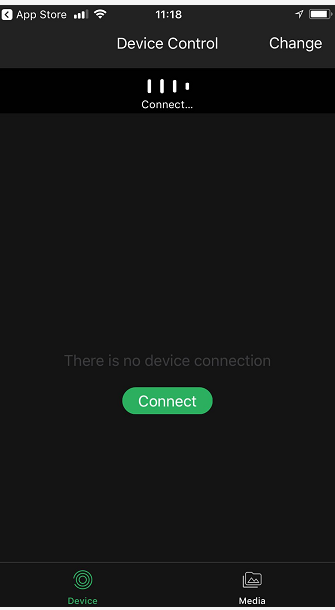 App Store 11:18
Device Control Change
Connect...
There is no device connection
Connect
Device Media